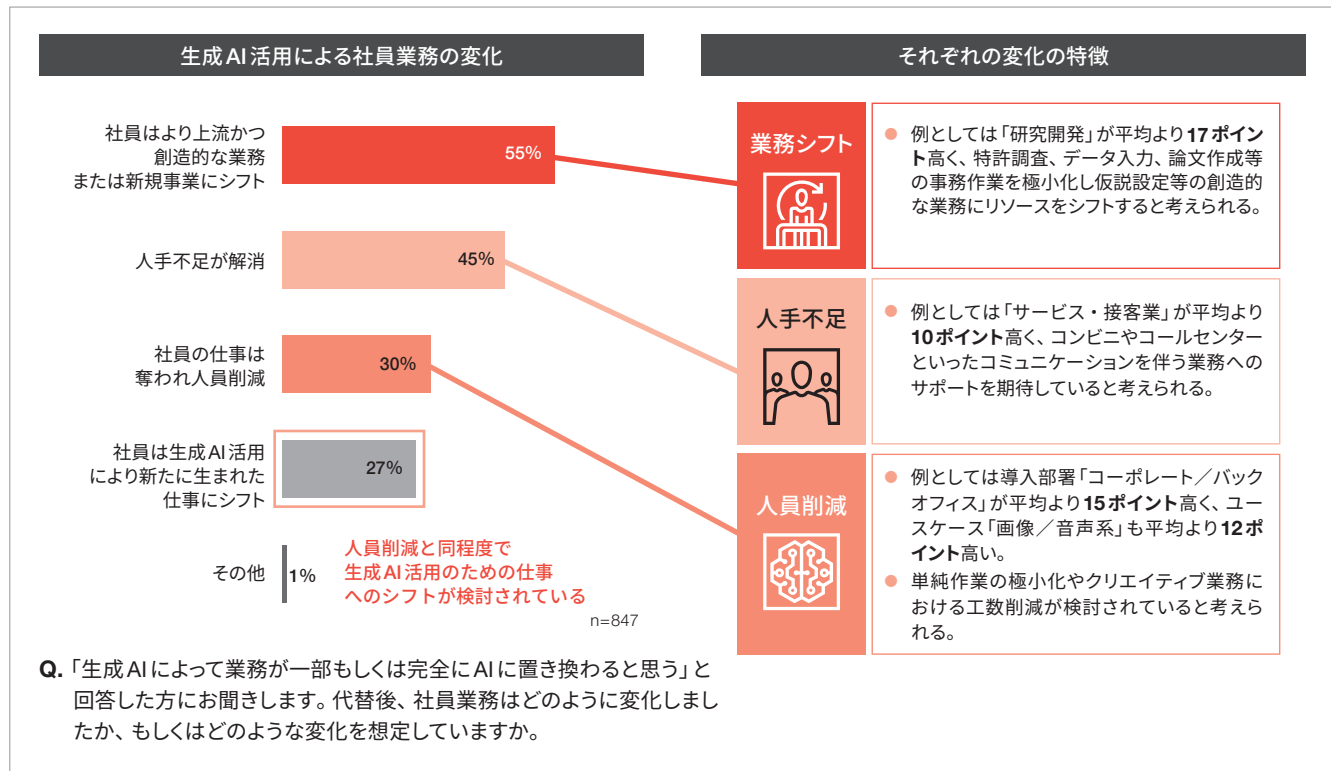 生成AI活用による社員業務の変化
社員はより上流かつ
創造的な業務
または新規事業にシフト
55%
人手不足が解消
45%
社員の仕事は
奪われ人員削減
30%
社員は生成AI活用
により新たに生まれた
仕事にシフト
27%
その他
1%
人員削減と同程度で
生成AI活用のための仕事
へのシフトが検討されている
n=847
それぞれの変化の特徴
業務シフト
● 例としては「研究開発」が平均より17ポイン
ト高く、特許調査、データ入力、論文作成等
の事務作業を極小化し仮説設定等の創造的
な業務にリソースをシフトすると考えられる。
人手不足
● 例としては「サービス・接客業」が平均より
10ポイント高く、コンビニやコールセンター
といったコミュニケーションを伴う業務への
サポートを期待していると考えられる。
人員削減
● 例としては導入部署「コーポレート／バック
オフィス」が平均より15ポイント高く、ユー
スケース「画像／音声系」も平均より12ポ
イント高い。
● 単純作業の極小化やクリエイティブ業務に
おける工数削減が検討されていると考えら
れる。
Q.「生成AIによって業務が一部もしくは完全にAIに置き換わると思う」と
回答した方にお聞きします。代替後、社員業務はどのように変化しまし
たか、もしくはどのような変化を想定していますか。